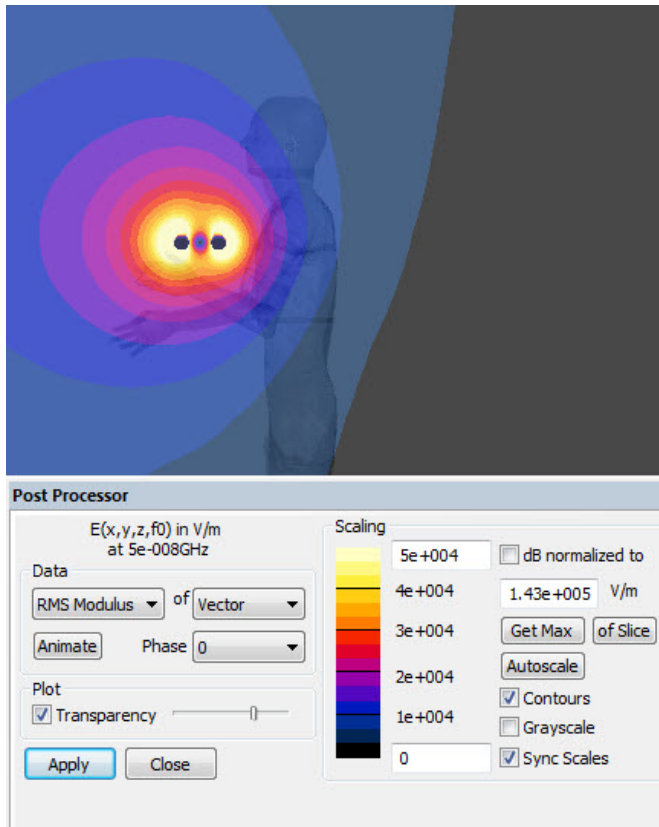 Post Processor
E(x,y,z,f0) in V/m
at 5e-008GHz
Data
RMS Modulus of Vector
Animate Phase 0
Plot
Transparency
Apply Close
Scaling
5e+004 dB normalized to
4e+004 1.43e+005 V/m
3e+004 Get Max of Slice
Autoscale
2e+004 Contours
1e+004 Grayscale
0 Sync Scales